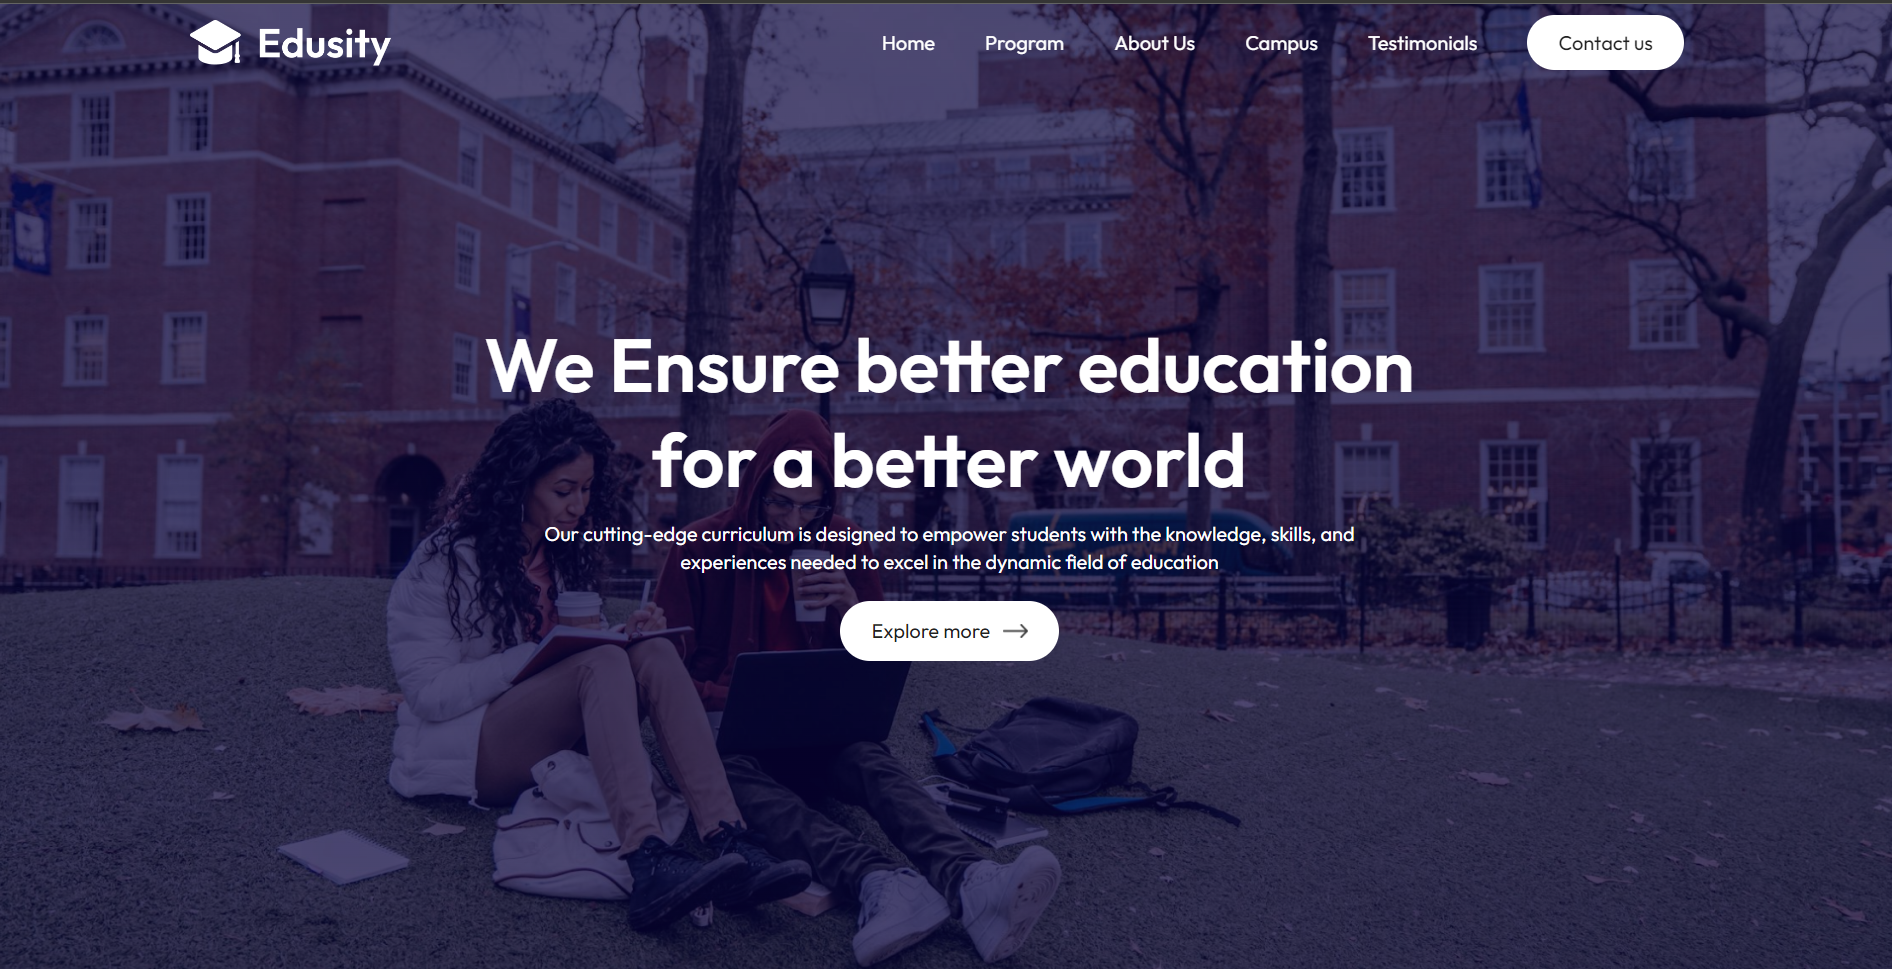 Edusity
Home Program About Us Campus Testimonials Contact us
We Ensure better education
for a better world
Our cutting-edge curriculum is designed to empower students with the knowledge, skills, and
experiences needed to excel in the dynamic field of education
Explore more